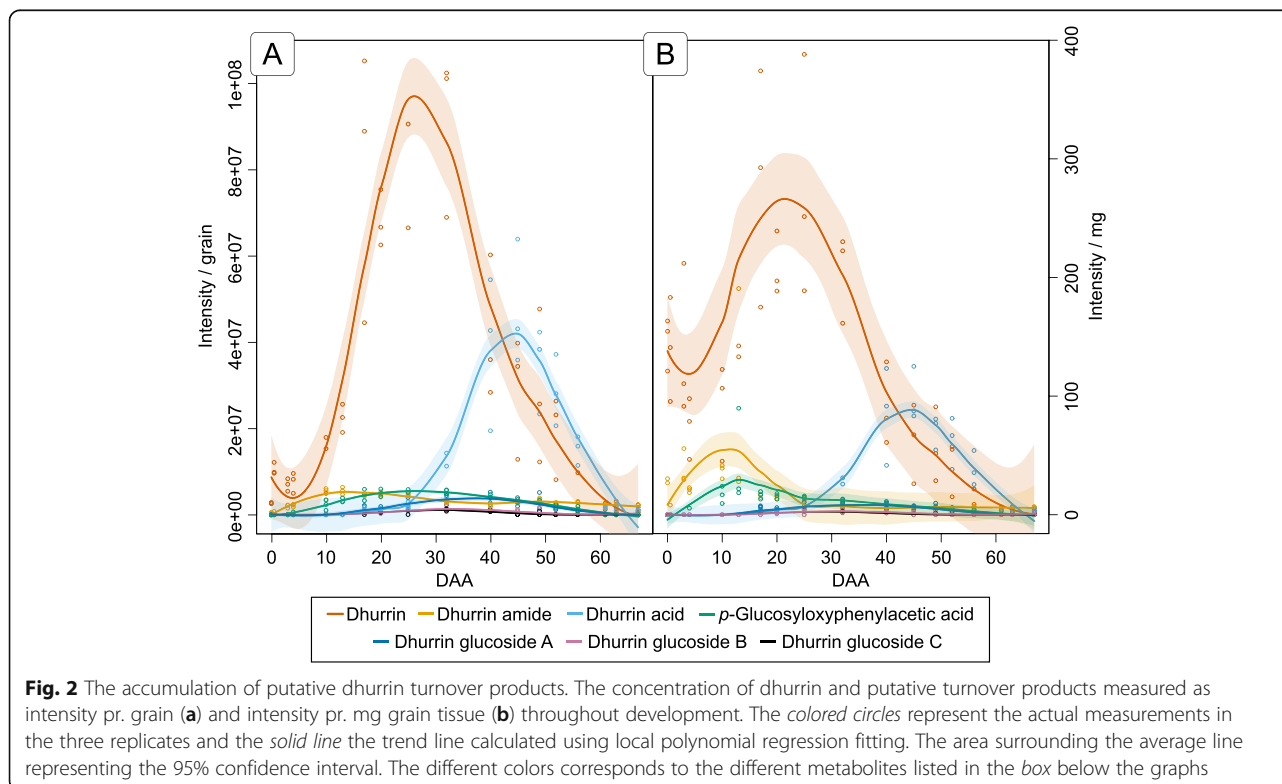 A
B
1e+08
8e+07
6e+07
4e+07
2e+07
0e+00
Intensity / grain
400
300
200
100
0
Intensity / mg
0 10 20 30 40 50 60
DAA
0 10 20 30 40 50 60
DAA
Dhurrin Dhurrin amide Dhurrin acid p-Glucosyloxyphenylacetic acid
Dhurrin glucoside A Dhurrin glucoside B Dhurrin glucoside C
Fig. 2 The accumulation of putative dhurrin turnover products. The concentration of dhurrin and putative turnover products measured as
intensity pr. grain (a) and intensity pr. mg grain tissue (b) throughout development. The colored circles represent the actual measurements in
the three replicates and the solid line the trend line calculated using local polynomial regression fitting. The area surrounding the average line
representing the 95% confidence interval. The different colors corresponds to the different metabolites listed in the box below the graphs